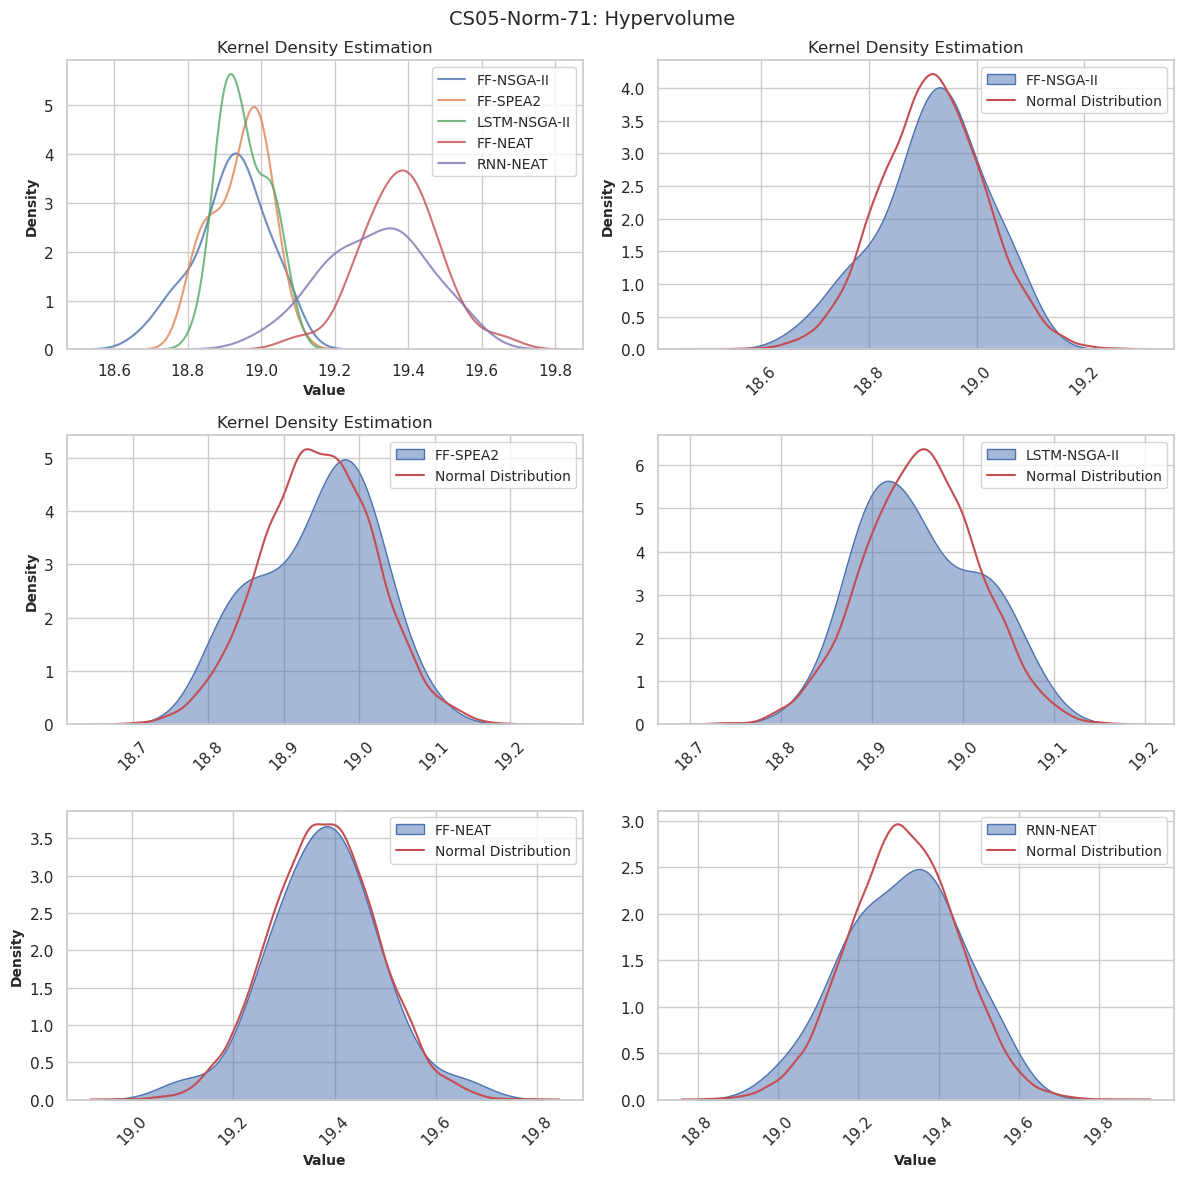 CS05-Norm-71: Hypervolume
Kernel Density Estimation
FF-NSGA-II
FF-SPEA2
LSTM-NSGA-II
FF-NEAT
RNN-NEAT
5
4
3
2
1
0
Density
18.6 18.8 19.0 19.2 19.4 19.6 19.8
Value
Kernel Density Estimation
FF-NSGA-II
Normal Distribution
4.0
3.5
3.0
2.5
2.0
1.5
1.0
0.5
0.0
Density
18.6 18.8 19.0 19.2
Kernel Density Estimation
FF-SPEA2
Normal Distribution
5
4
3
2
1
0
Density
18.7 18.8 18.9 19.0 19.1 19.2
LSTM-NSGA-II
Normal Distribution
6
5
4
3
2
1
0
18.7 18.8 18.9 19.0 19.1 19.2
FF-NEAT
Normal Distribution
3.5
3.0
2.5
2.0
1.5
1.0
0.5
0.0
Density
19.0 19.2 19.4 19.6 19.8
Value
RNN-NEAT
Normal Distribution
3.0
2.5
2.0
1.5
1.0
0.5
0.0
18.8 19.0 19.2 19.4 19.6 19.8
Value